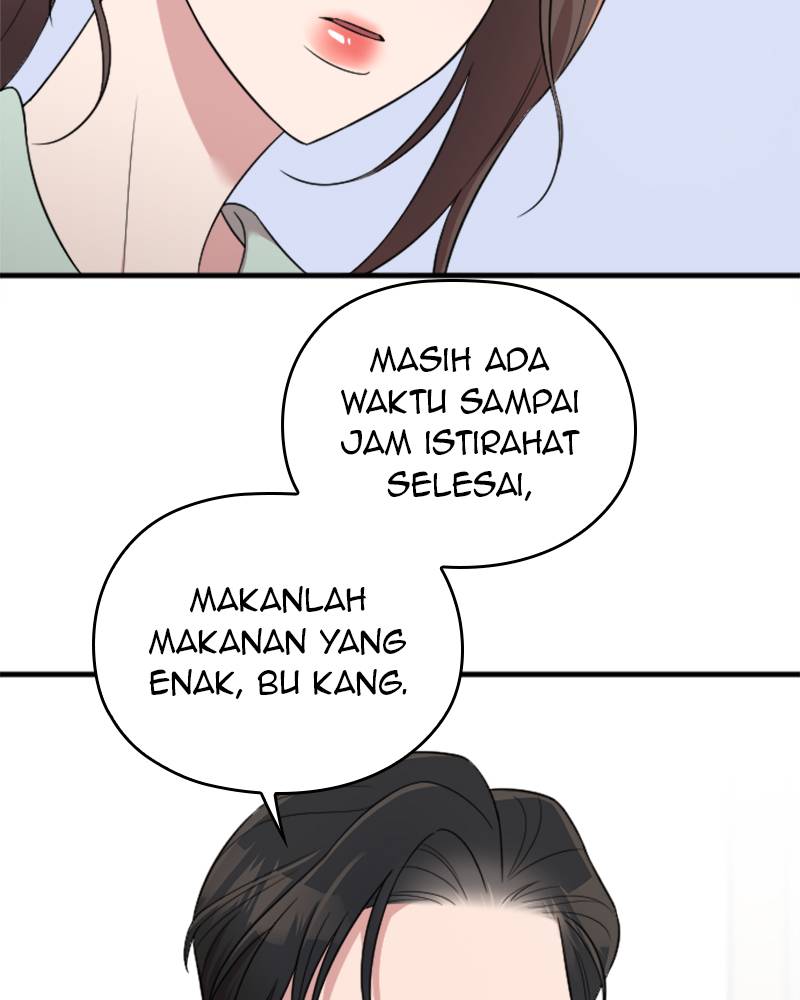 MASIH ADA
WAKTU SAMPAI
JAM ISTIRAHAT
SELESAI,
MAKANLAH
MAKANAN YANG
ENAK, BU KANG.